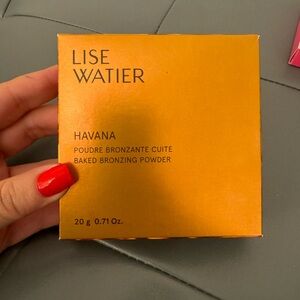 LISE
WATIER
HAVANA
POUDRE BRONZANTE CUITE
BAKED BRONZING POWDER
20 g 0.71 Oz.